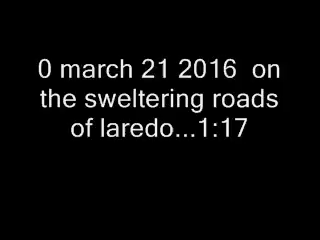 0 march 21 2016  on
the sweltering roads
of laredo...1:17